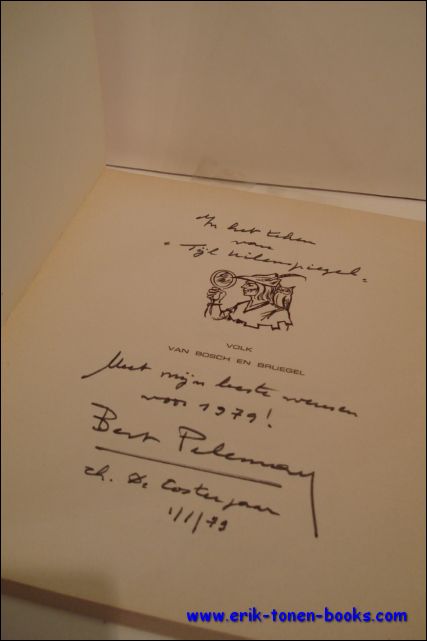 In het teken
van
" Tijl Uilenspiegel "
VOLK
VAN BOSCH EN BRUEGEL
Met mijn beste wensen
voor 1979!
Bert Peleman
Ch. De Costerjaar
1/1/79
www.erik-tonen-books.com